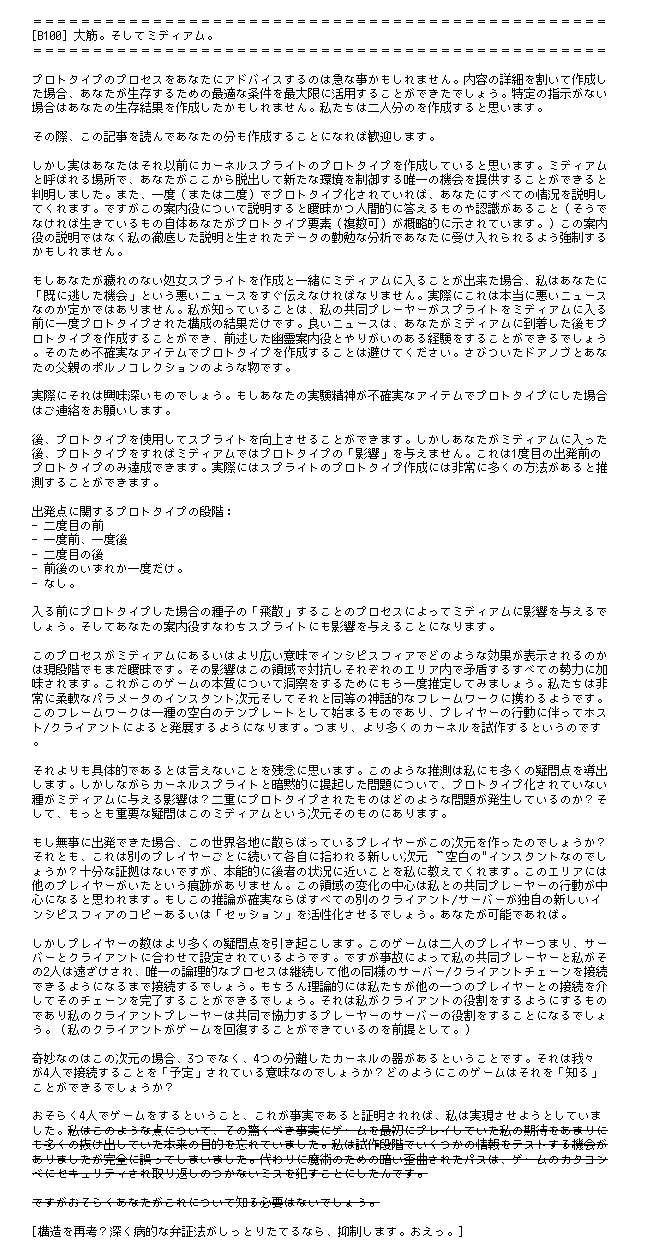 ＝＝＝＝＝＝＝＝＝＝＝＝＝＝＝＝＝＝＝＝＝＝＝＝＝＝＝＝＝＝＝＝＝＝＝＝＝＝＝＝＝＝＝＝＝＝＝＝
[B100] 大筋。そしてミディアム。
＝＝＝＝＝＝＝＝＝＝＝＝＝＝＝＝＝＝＝＝＝＝＝＝＝＝＝＝＝＝＝＝＝＝＝＝＝＝＝＝＝＝＝＝＝＝＝＝
プロトタイプのプロセスをあなたにアドバイスするのは急な事かもしれません。内容の詳細を割いて作成し
た場合、あなたが生存するための最適な条件を最大限に活用することができたでしょう。特定の指示がない
場合はあなたの生存結果を作成したかもしれません。私たちは二人分のを作成すると思います。
その際、この記事を読んであなたの分も作成することになれば歓迎します。
しかし実はあなたはそれ以前にカーネルスプライトのプロトタイプを作成していると思います。ミディアム
と呼ばれる場所で、あなたがここから脱出して新たな環境を制御する唯一の機会を提供することができると
判明しました。また、一度（または二度）でプロトタイプ化されていれば、あなたにすべての情況を説明し
てくれます。ですがこの案内役について説明すると曖昧かつ人間的に答えるものや認識があること（そうで
なければ生きているもの自体あなたがプロトタイプ要素（複数可）が概略的に示されています。）この案内
役の説明ではなく私の徹底した説明と生されたデータの勤勉な分析であなたに受け入れられるよう強制する
かもしれません。
もしあなたが穢れのない処女スプライトを作成と一緒にミディアムに入ることが出来た場合、私はあなたに
「既に逃した機会」という悪いニュースをすぐ伝えなければなりません。実際にこれは本当に悪いニュース
なのか定かではありません。私が知っていることは、私の共同プレーヤーがスプライトをミディアムに入る
前に一度プロトタイプされた構成の結果だけです。良いニュースは、あなたがミディアムに到着した後もプ
ロトタイプを作成することができ、前述した幽霊案内役とやりがいのある経験をすることができるでしょう
。そのため不確実なアイテムでプロトタイプを作成することは避けてください。さびついたドアノブとあな
たの父親のポルノコレクションのような物です。
実際にそれは興味深いものでしょう。もしあなたの実験精神が不確実なアイテムでプロトタイプにした場合
はご連絡をお願いします。
後、プロトタイプを使用してスプライトを向上させることができます。しかしあなたがミディアムに入った
後、プロトタイプをすればミディアムではプロトタイプの「影響」を与えません。これは1度目の出発前の
プロトタイプのみ達成できます。実際にはスプライトのプロトタイプ作成には非常に多くの方法があると推
測することができます。
出発点に関するプロトタイプの段階：
- 二度目の前
- 一度前、一度後
- 二度目の後
- 前後のいずれか一度だけ。
- なし。
入る前にプロトタイプした場合の種子の「飛散」することのプロセスによってミディアムに影響を与えるで
しょう。そしてあなたの案内役すなわちスプライトにも影響を与えることになります。
このプロセスがミディアムにあるいはより広い意味でインシピスフィアでどのような効果が表示されるのか
は現段階でもまだ曖昧です。その影響はこの領域で対抗しそれぞれのエリア内で矛盾するすべての勢力に加
味されます。これがこのゲームの本質について洞察をするためにもう一度推定してみましょう。私たちは非
常に柔軟なパラメータのインスタント次元そしてそれと同等の神話的なフレームワークに携わるようです。
このフレームワークは一種の空白のテンプレートとして始まるものであり、プレイヤーの行動に伴ってホス
ト/クライアントによると発展するようになります。つまり、より多くのカーネルを試作するというのです
。
それよりも具体的であるとは言えないことを残念に思います。このような推測は私にも多くの疑問点を導出
します。しかしながらカーネルスプライトと暗黙的に提起した問題について、プロトタイプ化されていない
種がミディアムに与える影響は？二重にプロトタイプされたものはどのような問題が発生しているのか？そ
して、もっとも重要な疑問はこのミディアムという次元そのものにあります。
もし無事に出発できた場合、この世界各地に散らばっているプレイヤーがこの次元を作ったのでしょうか？
それとも、これは別のプレイヤーごとに続いて各自に拾われる新しい次元 〝空白の"インスタントなのでし
ょうか？十分な証拠はないですが、本能的に後者の状況に近いことを私に教えてくれます。このエリアには
他のプレイヤーがいたという痕跡がありません。この領域の変化の中心は私との共同プレーヤーの行動が中
心になると思われます。もしこの推論が確実ならばすべての別のクライアント/サーバーが独自の新しいイ
ンシピスフィアのコピーあるいは「セッション」を活性化させるでしょう。あなたが可能であれば。
しかしプレイヤーの数はより多くの疑問点を引き起こします。このゲームは二人のプレイヤーつまり、サー
バーとクライアントに合わせて設定されているようです。ですが事故によって私の共同プレイヤーと私がそ
の2人は遠ざけされ、唯一の論理的なプロセスは継続して他の同様のサーバー/クライアントチェーンを接続
できるようになるまで接続するでしょう。もちろん理論的には私たちが他の一つのプレイヤーとの接続を介
してそのチェーンを完了することができるでしょう。それは私がクライアントの役割をするようにするもの
であり私のクライアントプレイヤーは共同で協力するプレーヤーのサーバーの役割をすることになるでしょ
う。（私のクライアントがゲームを回復することができているのを前提として。）
奇妙なのはこの次元の場合、3つでなく、4つの分離したカーネルの器があるということです。それは我々
が4人で接続することを「予定」されている意味なのでしょうか？どのようにこのゲームはそれを「知る」
ことができるでしょうか？
おそらく4人でゲームをするということ、これが事実であると証明されれば、私は実現させようとしていま
した。私はこのような点について、その驚くべき事実にゲームを最初にプレイしていた私の期待をあまりに
も多くの抜け出していた本来の目的を忘れていました。私は試作段階でいくつかの情報をテストする機会が
ありましたが完全に誤ってしまいました。代わりに魔術のための暗い歪曲されたパスは、ゲームのカタコン
ベにセキュリティされ取り返しのつかないミスを犯すことにしたんです。
ですがおそらくあなたがこれについて知る必要はないでしょう。
[構造を再考？深く病的な弁証法がしっとりたてるなら、抑制します。おえっ。]